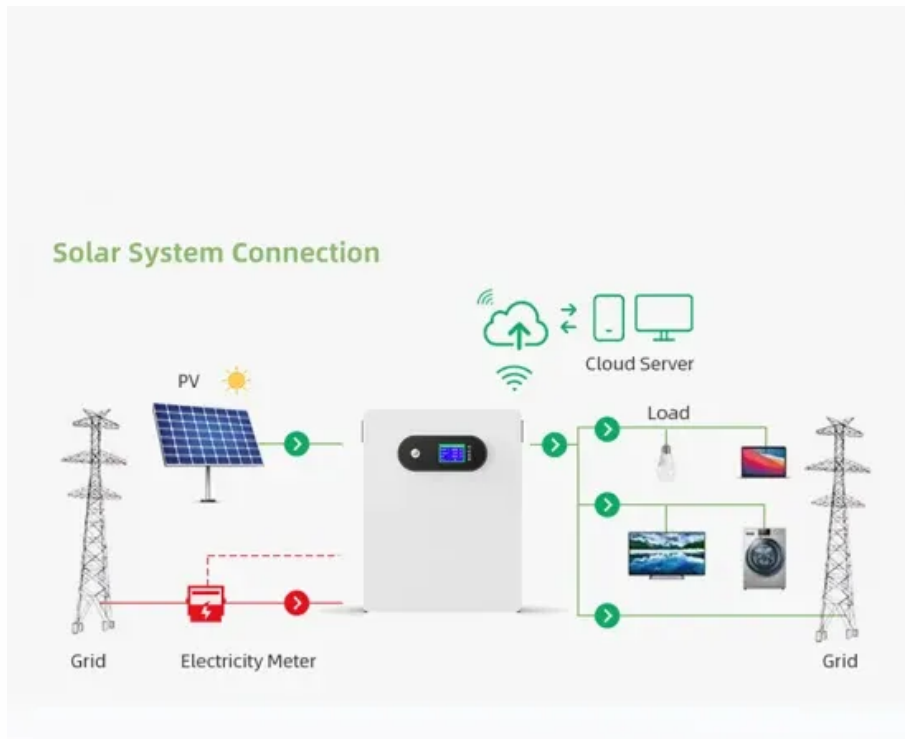 Solar System Connection
Cloud Server
PV
Load
Grid
Electricity Meter
Grid